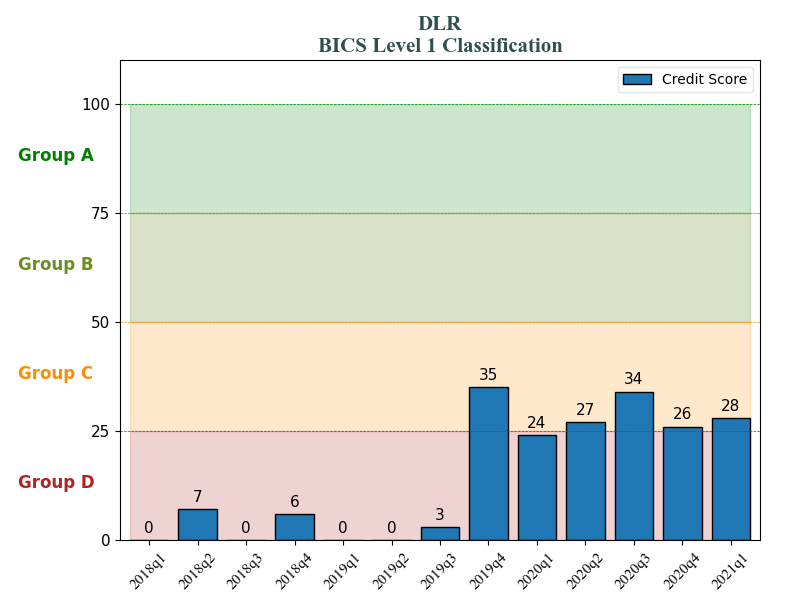 DLR
BICS Level 1 Classification
Credit Score
100
Group A
75
Group B
50
Group C
25
Group D
0
0
7
0
6
0
0
3
35
24
27
34
26
28
2018q1
2018q2
2018q3
2018q4
2019q1
2019q2
2019q3
2019q4
2020q1
2020q2
2020q3
2020q4
2021q1